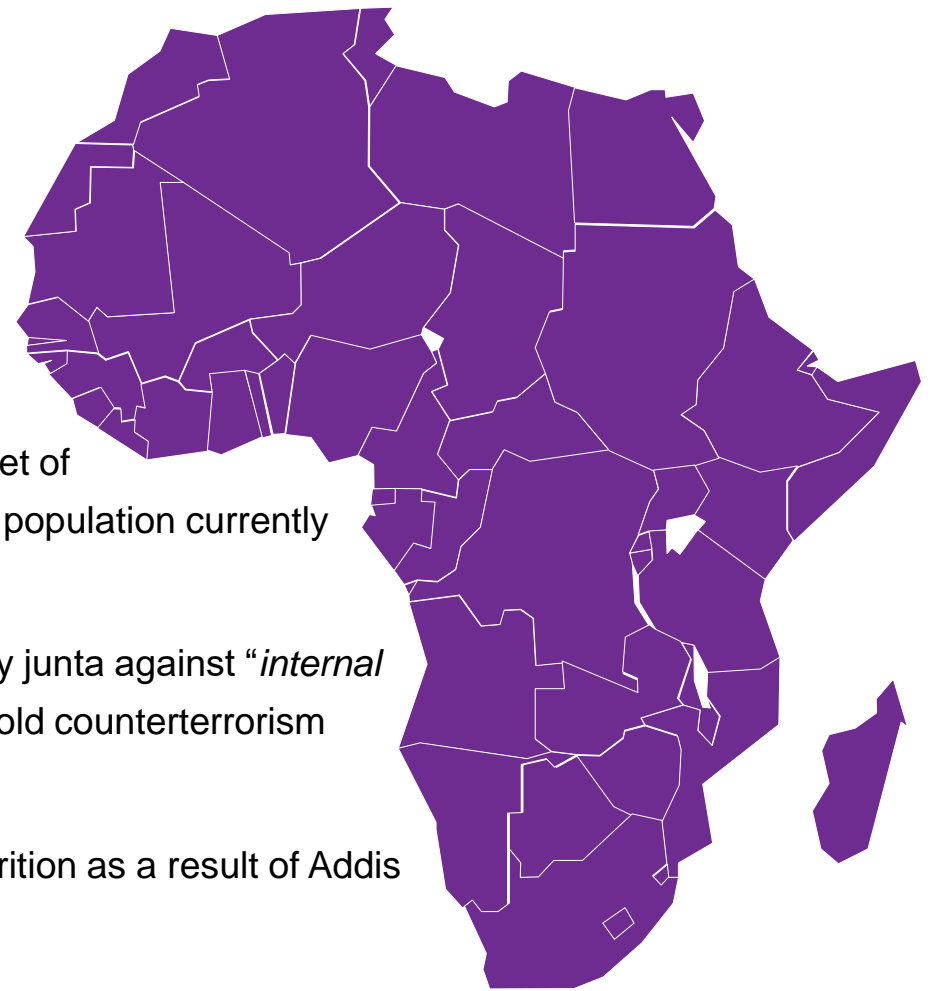 et of
population currently
y junta against “internal
old counterterrorism
rition as a result of Addis